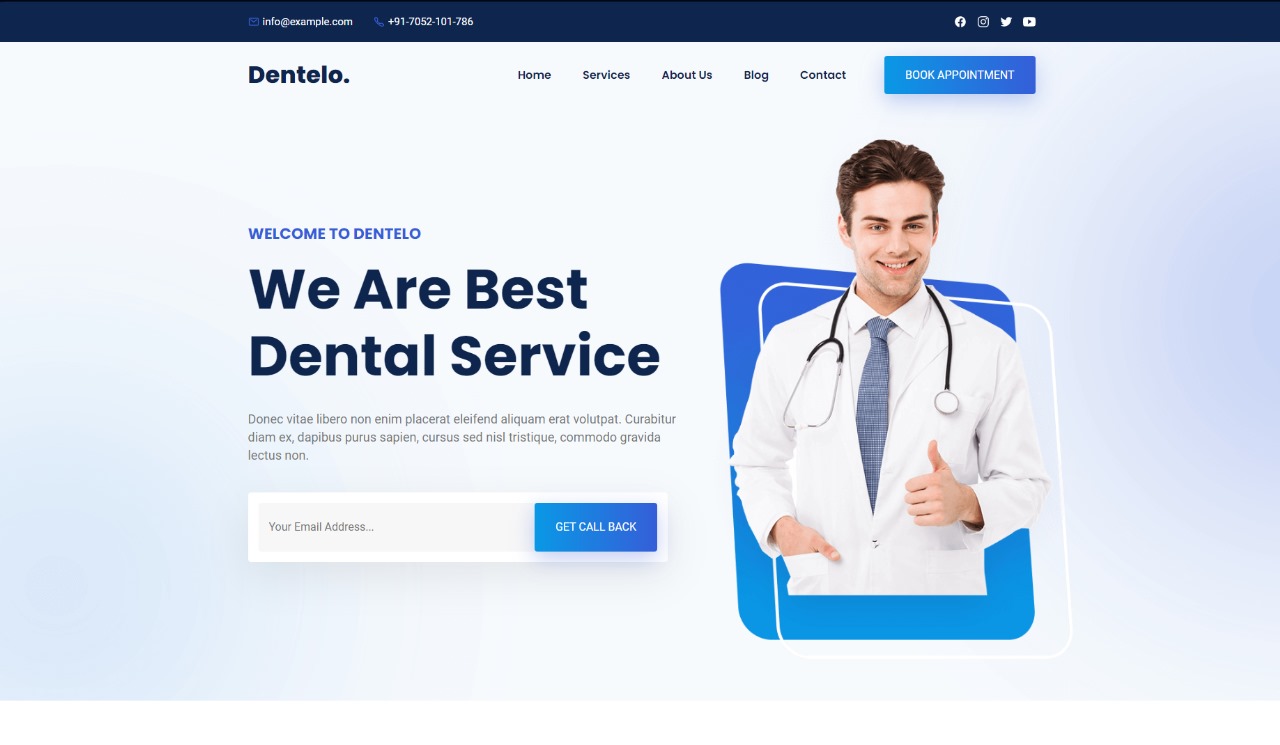 info@example.com +91-7052-101-786
Dentelo. Home Services About Us Blog Contact BOOK APPOINTMENT
WELCOME TO DENTELO
We Are Best
Dental Service
Donec vitae libero non enim placerat eleifend aliquam erat volutpat. Curabitur
diam ex, dapibus purus sapien, cursus sed nisl tristique, commodo gravida
lectus non.
Your Email Address... GET CALL BACK